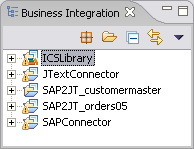 Business Integration
ICSLibrary
JTextConnector
SAP2JT_customermaster
SAP2JT_orders05
SAPConnector